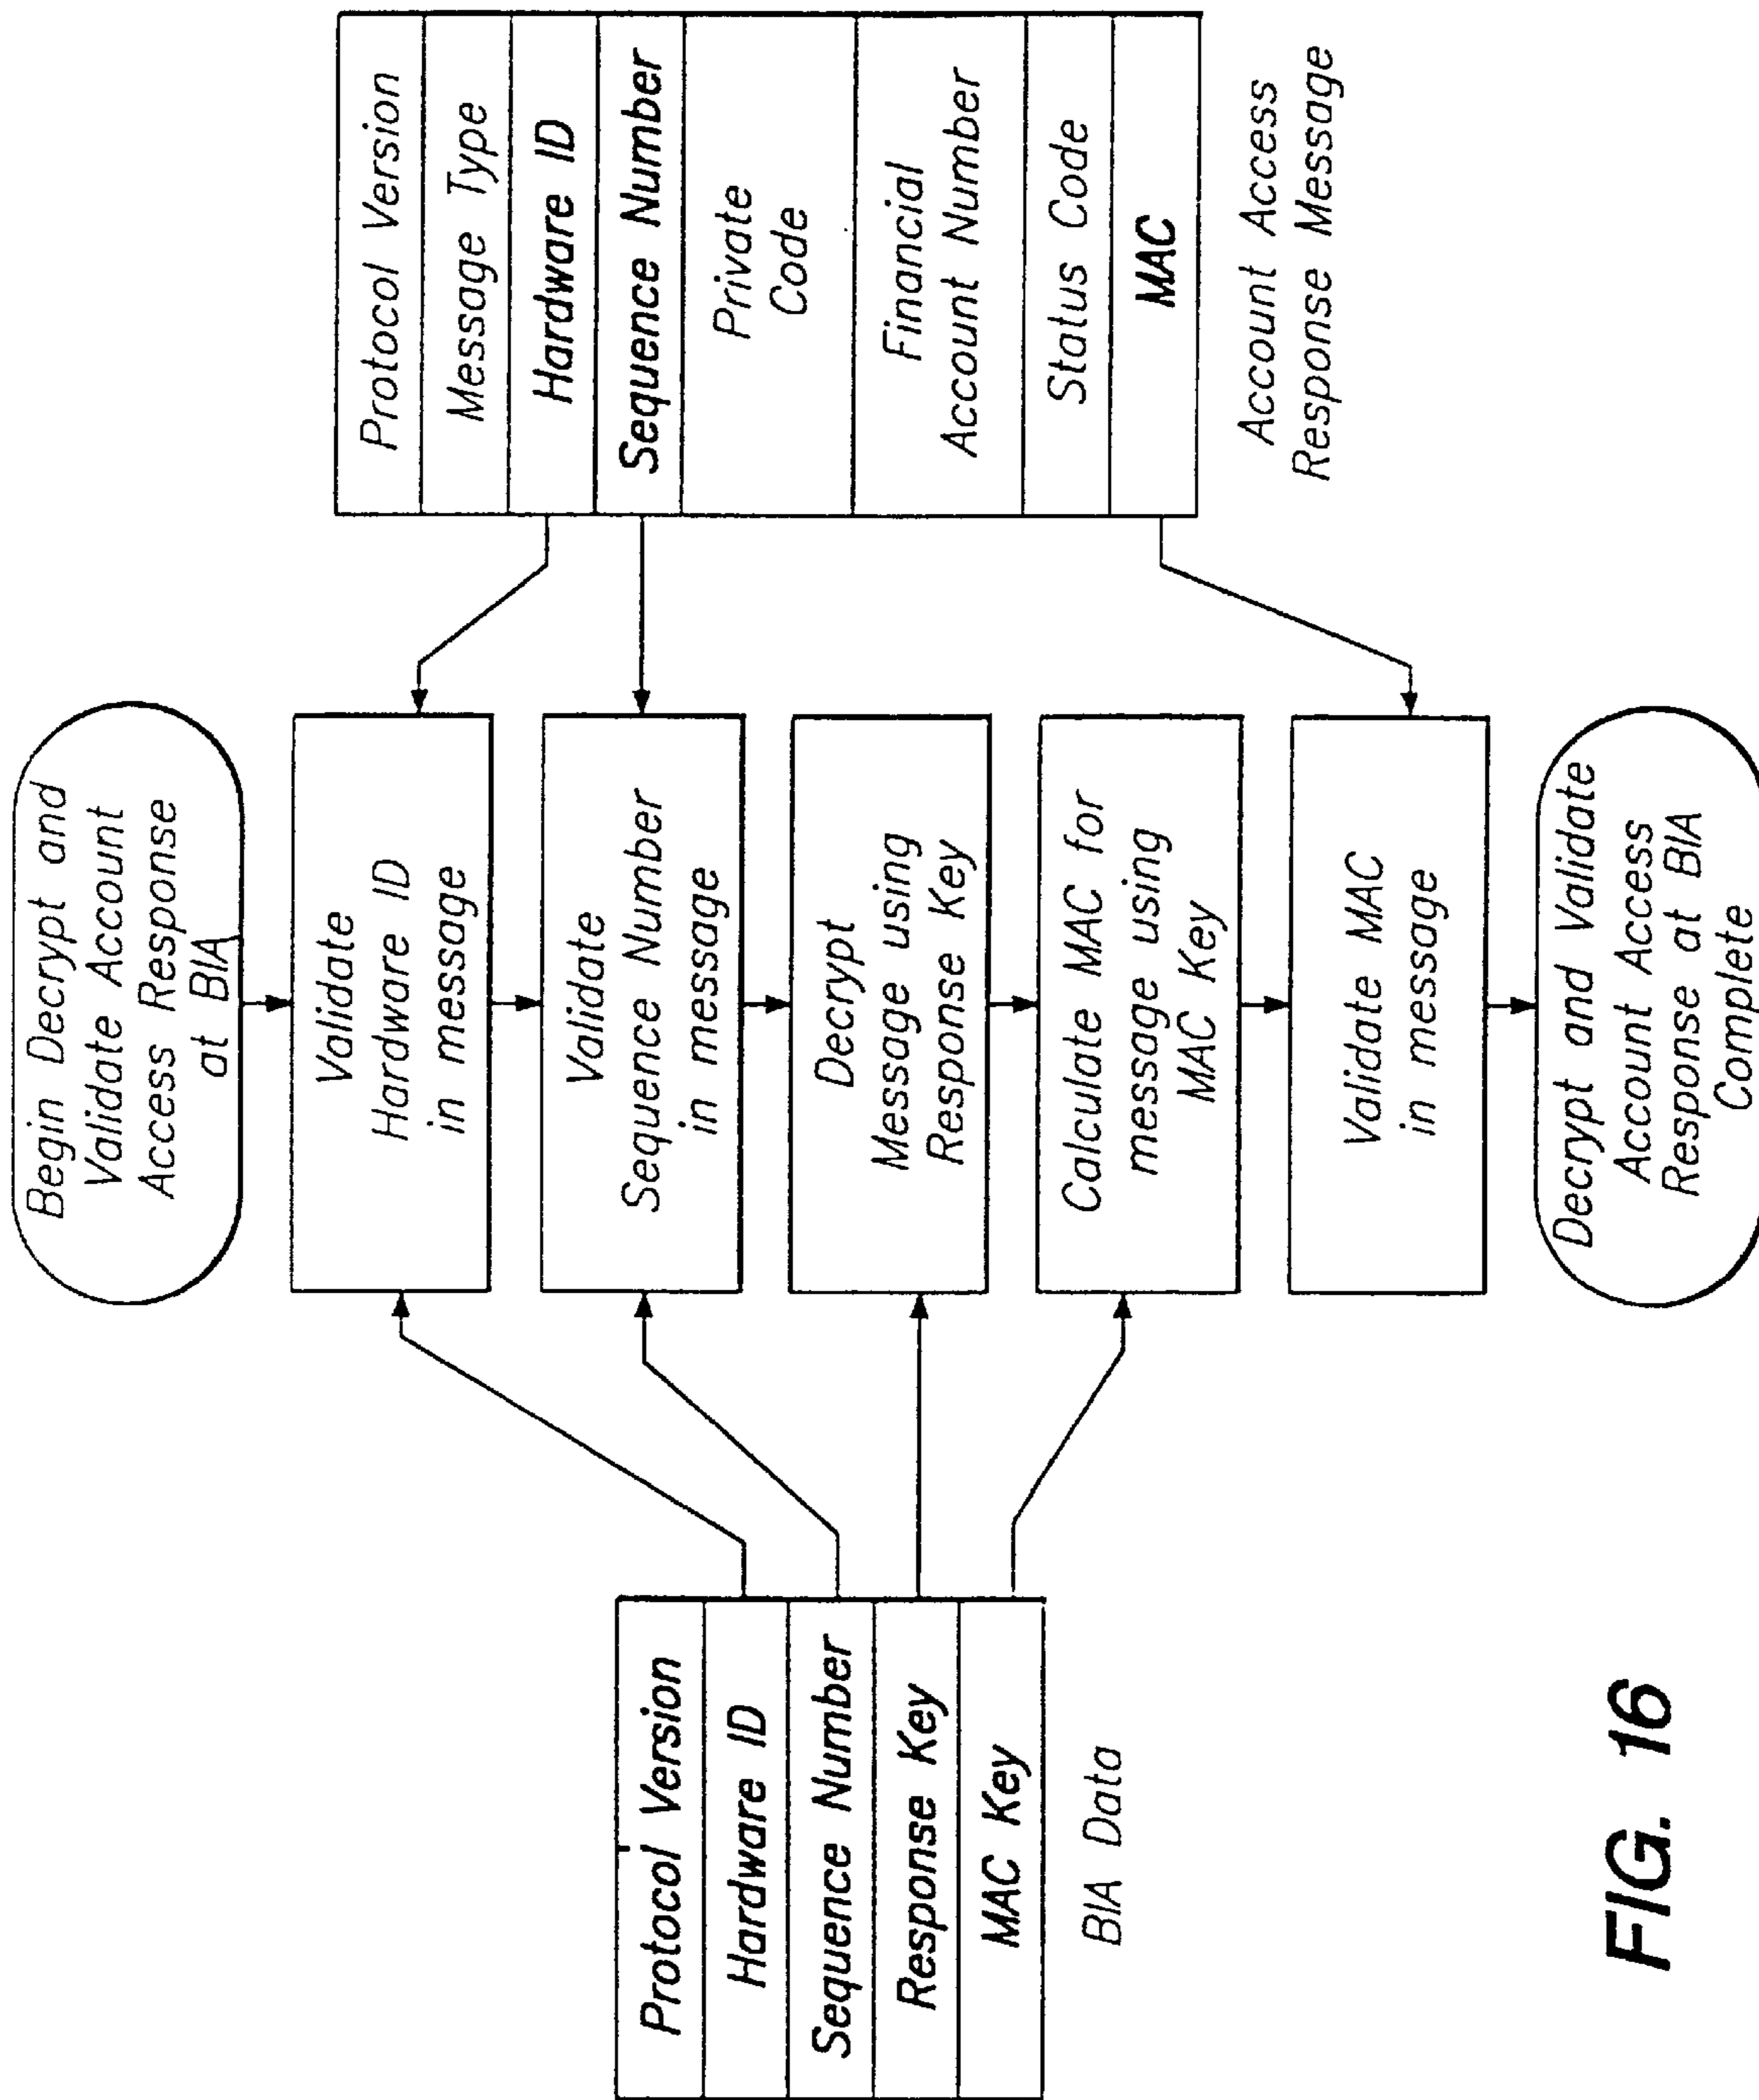 Begin Decrypt and
Validate Account
Access Response
at BIA
Validate
Hardware ID
in message
Validate
Sequence Number
in message
Decrypt
Message using
Response Key
Calculate MAC for
message using
MAC Key
Validate MAC
in message
Decrypt and Validate
Account Access
Response at BIA
Complete
Protocol Version
Hardware ID
Sequence Number
Response Key
MAC Key
BIA Data
Protocol Version
Message Type
Hardware ID
Sequence Number
Private
Code
Financial
Account Number
Status Code
MAC
Account Access
Response Message
FIG. 16